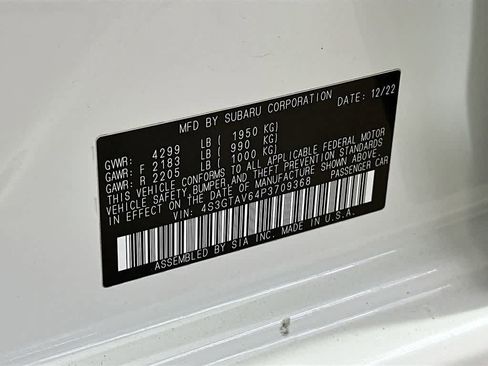 MFD BY SUBARU CORPORATION DATE: 12/22
GVWR: 4299 LB ( 1950 KG)
GAWR: F 2183 LB ( 990 KG)
GAWR: R 2205 LB ( 1000 KG)
THIS VEHICLE CONFORMS TO ALL APPLICABLE FEDERAL MOTOR
VEHICLE SAFETY, BUMPER, AND THEFT PREVENTION STANDARDS
IN EFFECT ON THE DATE OF MANUFACTURE SHOWN ABOVE.
VIN: 4S3GTAV64P3709368 PASSENGER CAR
ASSEMBLED BY SIA INC. MADE IN U.S.A.